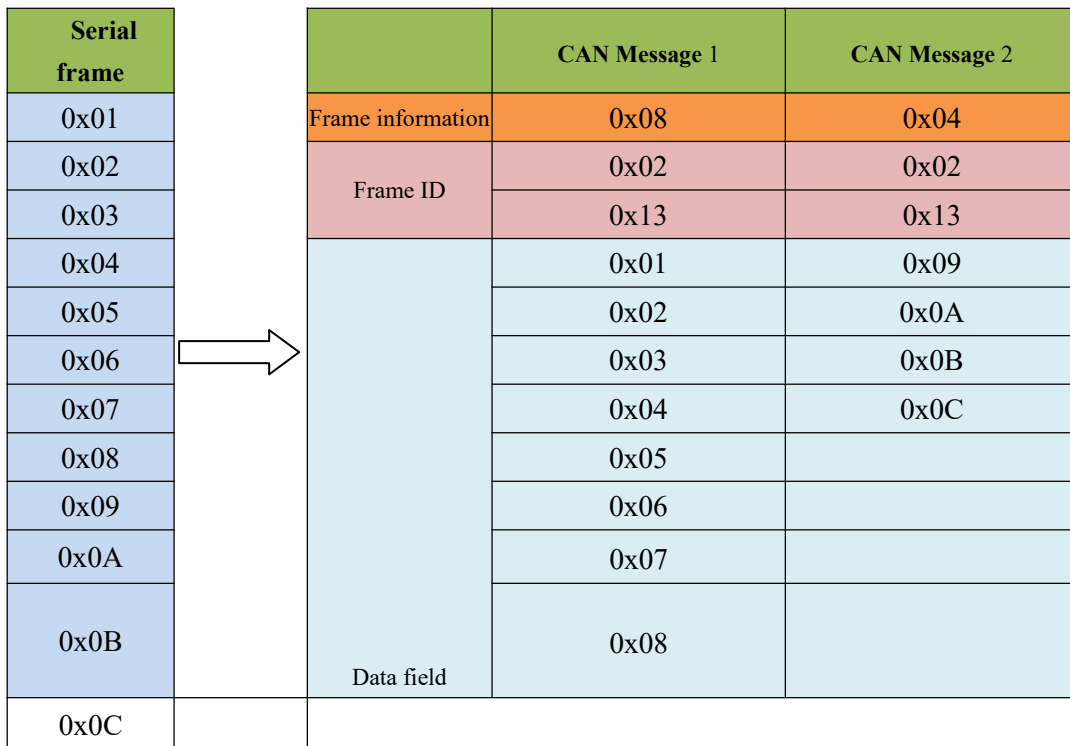 Serial
frame
CAN Message 1
CAN Message 2
0x01
Frame information
0x08
0x04
0x02
Frame ID
0x02
0x02
0x03
0x13
0x13
0x04
0x01
0x09
0x05
0x02
0x0A
0x06
0x03
0x0B
0x07
0x04
0x0C
0x08
0x05
0x09
0x06
0x0A
0x07
0x0B
0x08
Data field
0x0C